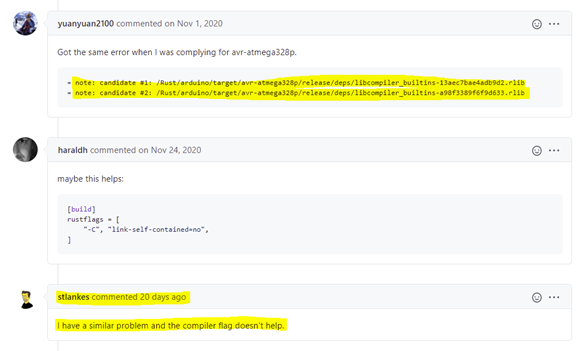 yuanyuan2100 commented on Nov 1, 2020
Got the same error when I was complying for avr-atmega328p.
= note: candidate #1: /Rust/arduino/target/avr-atmega328p/release/deps/libcompiler_builtins-13aec7bae4adb9d2.rlib
= note: candidate #2: /Rust/arduino/target/avr-atmega328p/release/deps/libcompiler_builtins-a98f3389f6f9d633.rlib
haraldh commented on Nov 24, 2020
maybe this helps:
[build]
rustflags = [
"-C", "link-self-contained=no",
]
stlankes commented 20 days ago
I have a similar problem and the compiler flag doesn't help.